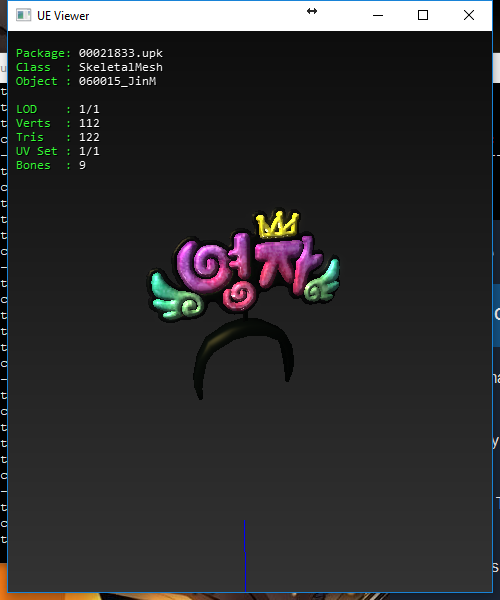 UE Viewer
Package: 00021833.upk
Class : SkeletalMesh
Object : 060015_JinM
LOD : 1/1
Verts : 112
Tris : 122
UV Set : 1/1
Bones : 9
영자